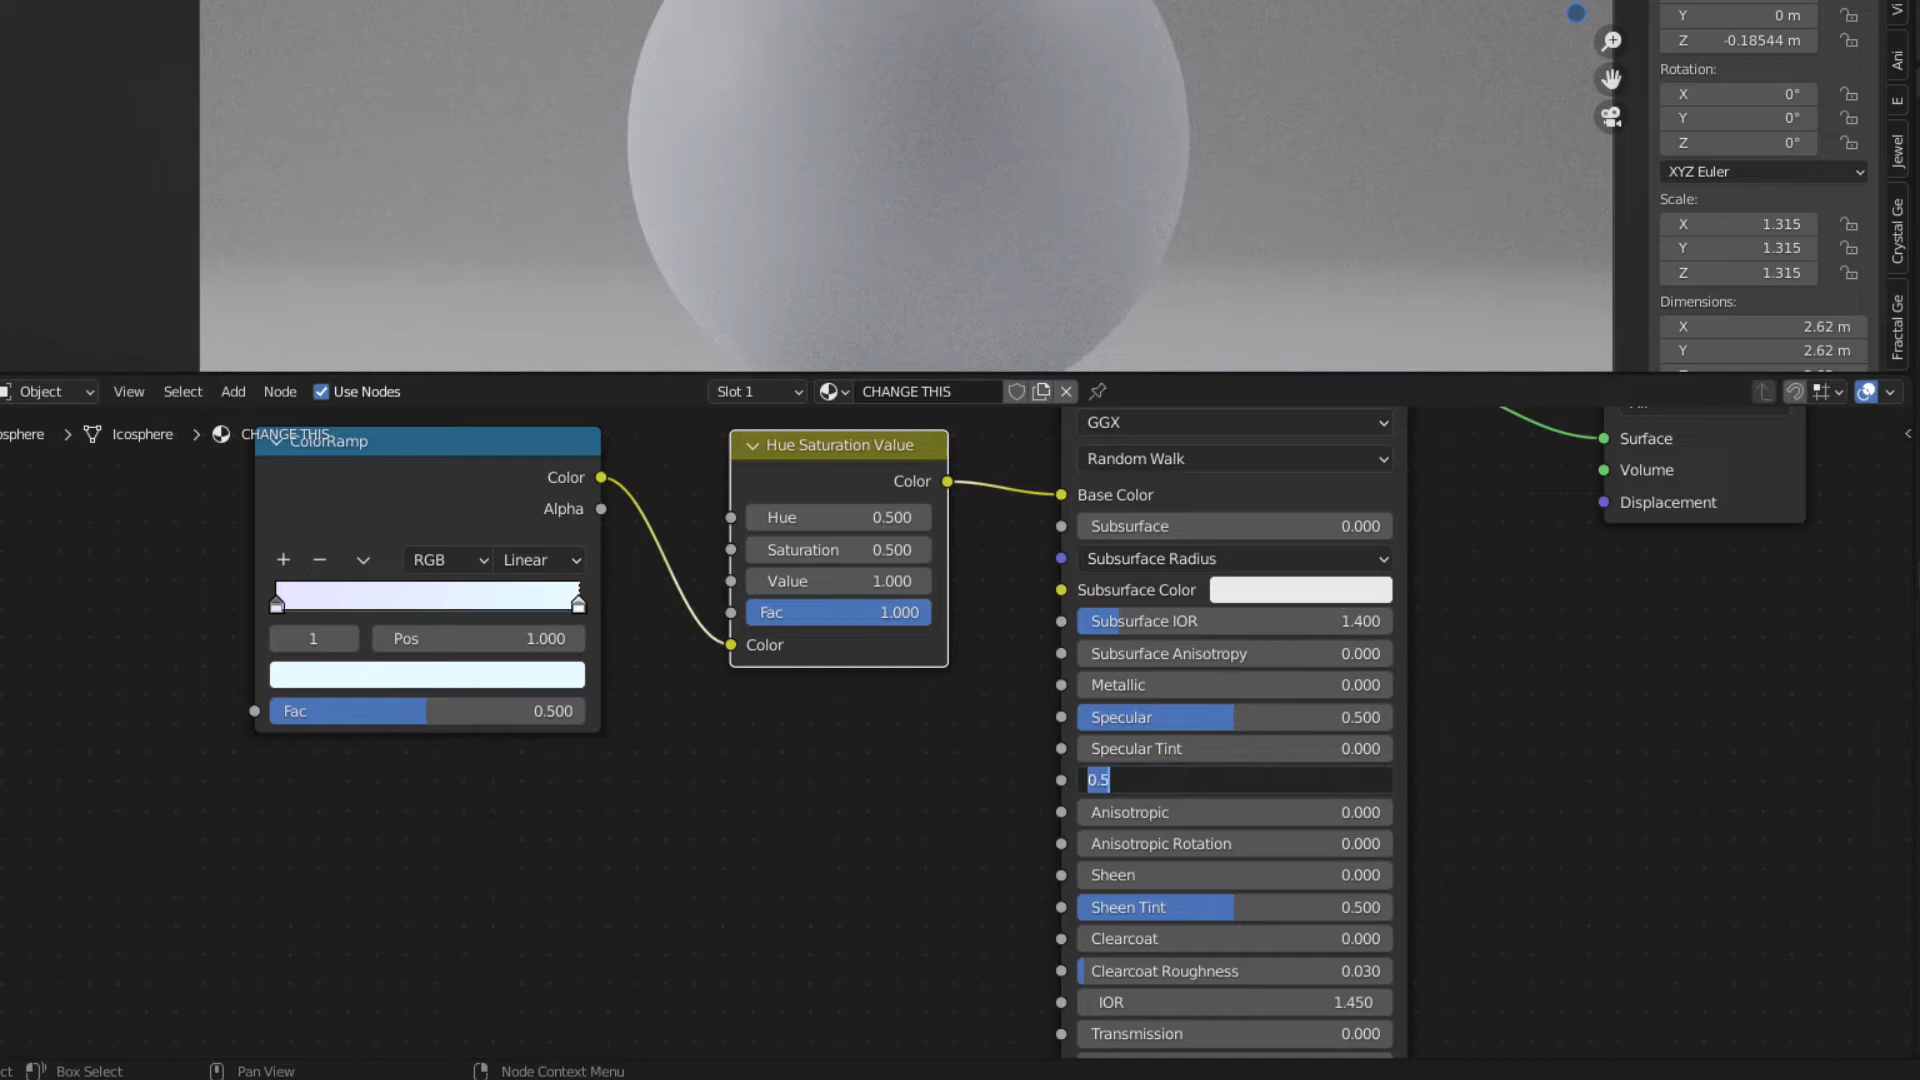 Y 0 m
Z -0.18544 m
Rotation:
X 0°
Y 0°
Z 0°
XYZ Euler
Scale:
X 1.315
Y 1.315
Z 1.315
Dimensions:
X 2.62 m
Y 2.62 m
Vi
Ani
E
Jewel
Crystal Ge
Fractal Ge
Object View Select Add Node Use Nodes Slot 1 CHANGE THIS
osphere Icosphere CHANGE THIS
ColorRamp
Color
Alpha
RGB Linear
1 Pos 1.000
Fac 0.500
Hue Saturation Value
Color
Hue 0.500
Saturation 0.500
Value 1.000
Fac 1.000
Color
GGX
Random Walk
Base Color
Subsurface 0.000
Subsurface Radius
Subsurface Color
Subsurface IOR 1.400
Subsurface Anisotropy 0.000
Metallic 0.000
Specular 0.500
Specular Tint 0.000
0.5
Anisotropic 0.000
Anisotropic Rotation 0.000
Sheen 0.000
Sheen Tint 0.500
Clearcoat 0.000
Clearcoat Roughness 0.030
IOR 1.450
Transmission 0.000
Surface
Volume
Displacement
ct Box Select Pan View Node Context Menu